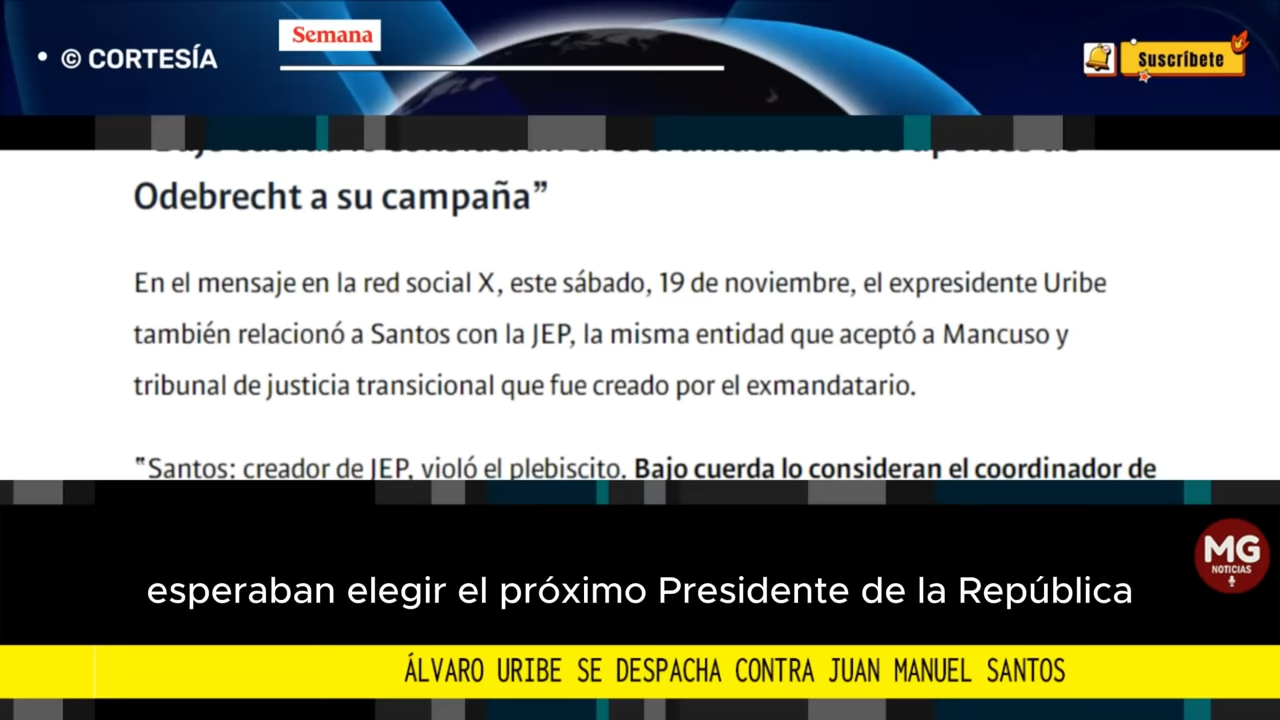 • © CORTESÍA
Semana
Suscríbete
Odebrecht a su campaña”
En el mensaje en la red social X, este sábado, 19 de noviembre, el expresidente Uribe
también relacionó a Santos con la JEP, la misma entidad que aceptó a Mancuso y
tribunal de justicia transicional que fue creado por el exmandatario.
"Santos: creador de JEP, violó el plebiscito. Bajo cuerda lo consideran el coordinador de
MG
NOTICIAS
esperaban elegir el próximo Presidente de la República
ÁLVARO URIBE SE DESPACHA CONTRA JUAN MANUEL SANTOS